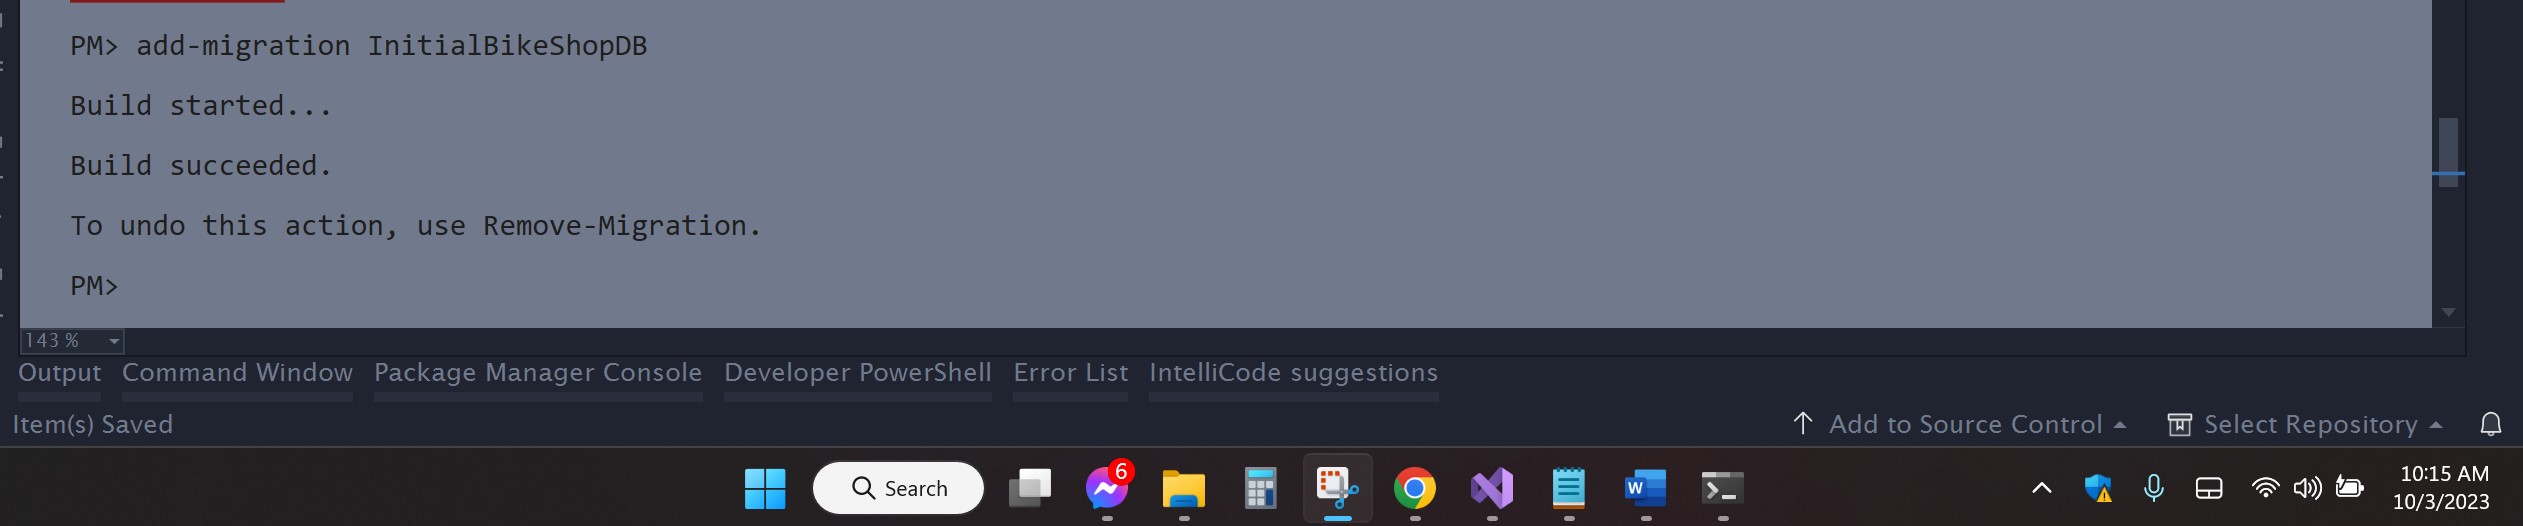 PM> add-migration InitialBikeShopDB
Build started...
Build succeeded.
To undo this action, use Remove-Migration.
PM>
143 %
Output Command Window Package Manager Console Developer PowerShell Error List IntelliCode suggestions
Item(s) Saved Add to Source Control Select Repository
Search 6 W 10:15 AM
10/3/2023